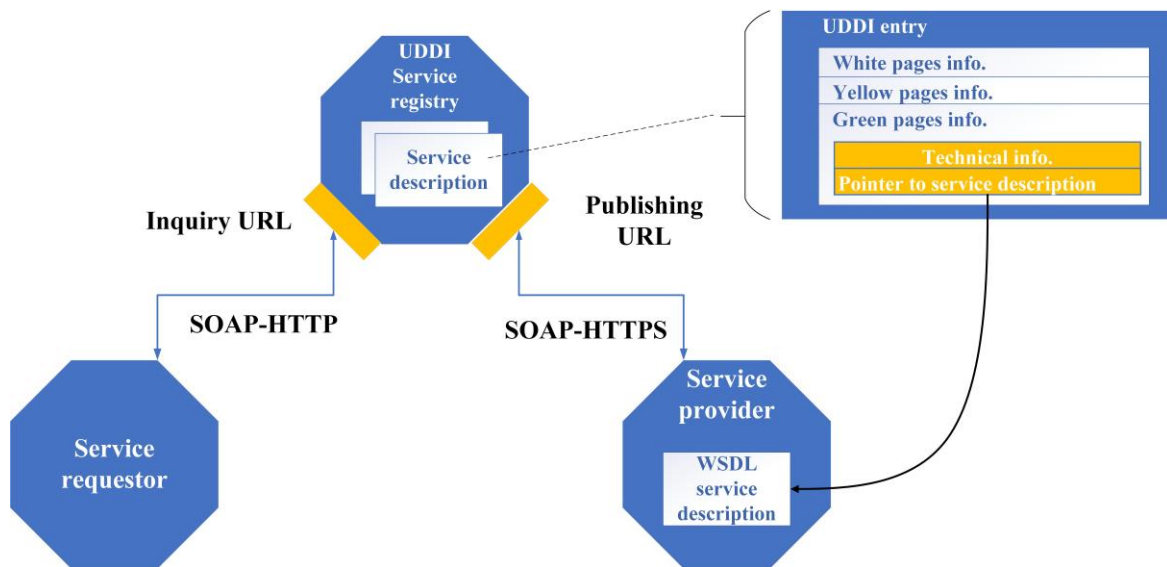 UDDI
Service
registry
Service
description
Inquiry URL
Publishing
URL
SOAP-HTTP
SOAP-HTTPS
Service
requestor
Service
provider
WSDL
service
description
UDDI entry
White pages info.
Yellow pages info.
Green pages info.
Technical info.
Pointer to service description